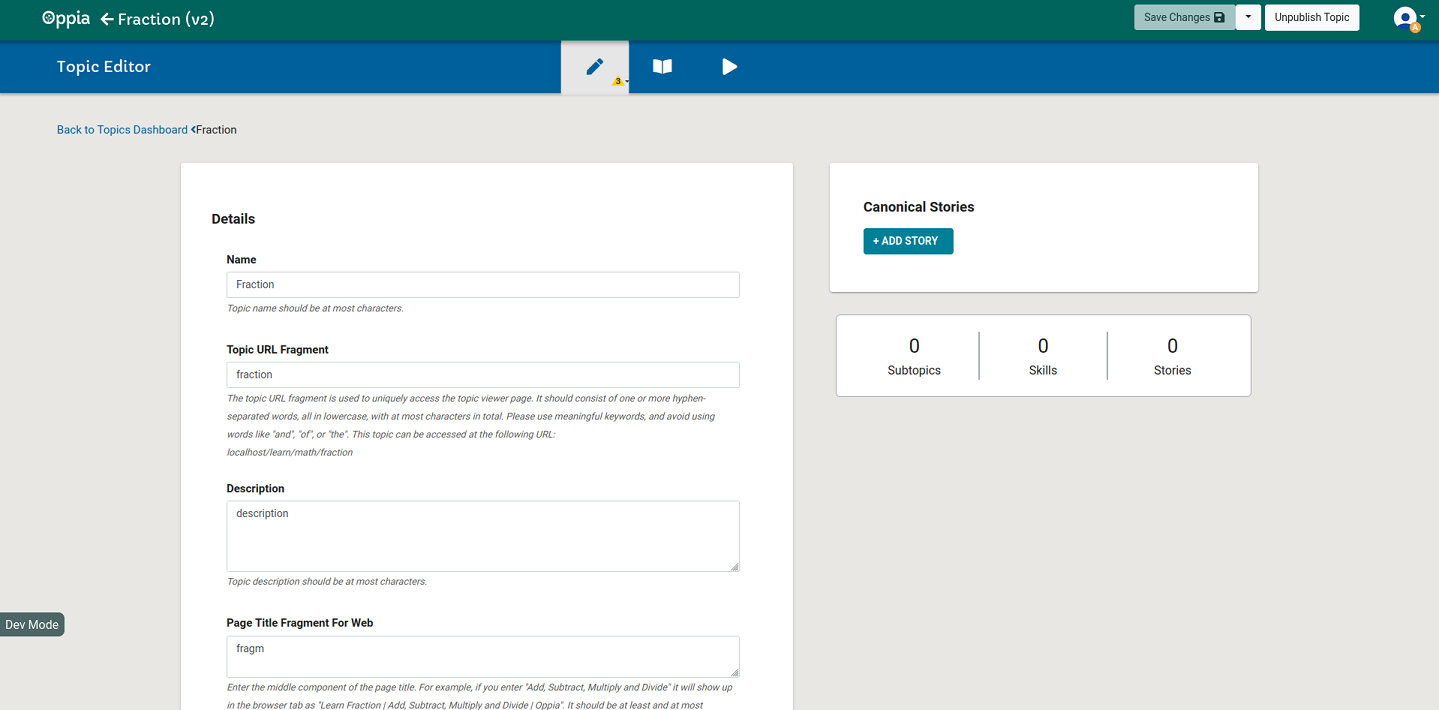 Oppia
Fraction (v2)
Save Changes
Unpublish Topic
A
Topic Editor
3
Back to Topics Dashboard
Fraction
Details
Name
Fraction
Topic name should be at most characters.
Topic URL Fragment
fraction
The topic URL fragment is used to uniquely access the topic viewer page. It should consist of one or more hyphen-
separated words, all in lowercase, with at most characters in total. Please use meaningful keywords, and avoid using
words like "and", "of", or "the". This topic can be accessed at the following URL:
localhost/learn/math/fraction
Description
description
Topic description should be at most characters.
Page Title Fragment For Web
fragm
Enter the middle component of the page title. For example, if you enter "Add, Subtract, Multiply and Divide" it will show up
in the browser tab as "Learn Fraction | Add, Subtract, Multiply and Divide | Oppia". It should be at least and at most
Canonical Stories
+ ADD STORY
0
Subtopics
0
Skills
0
Stories
Dev Mode